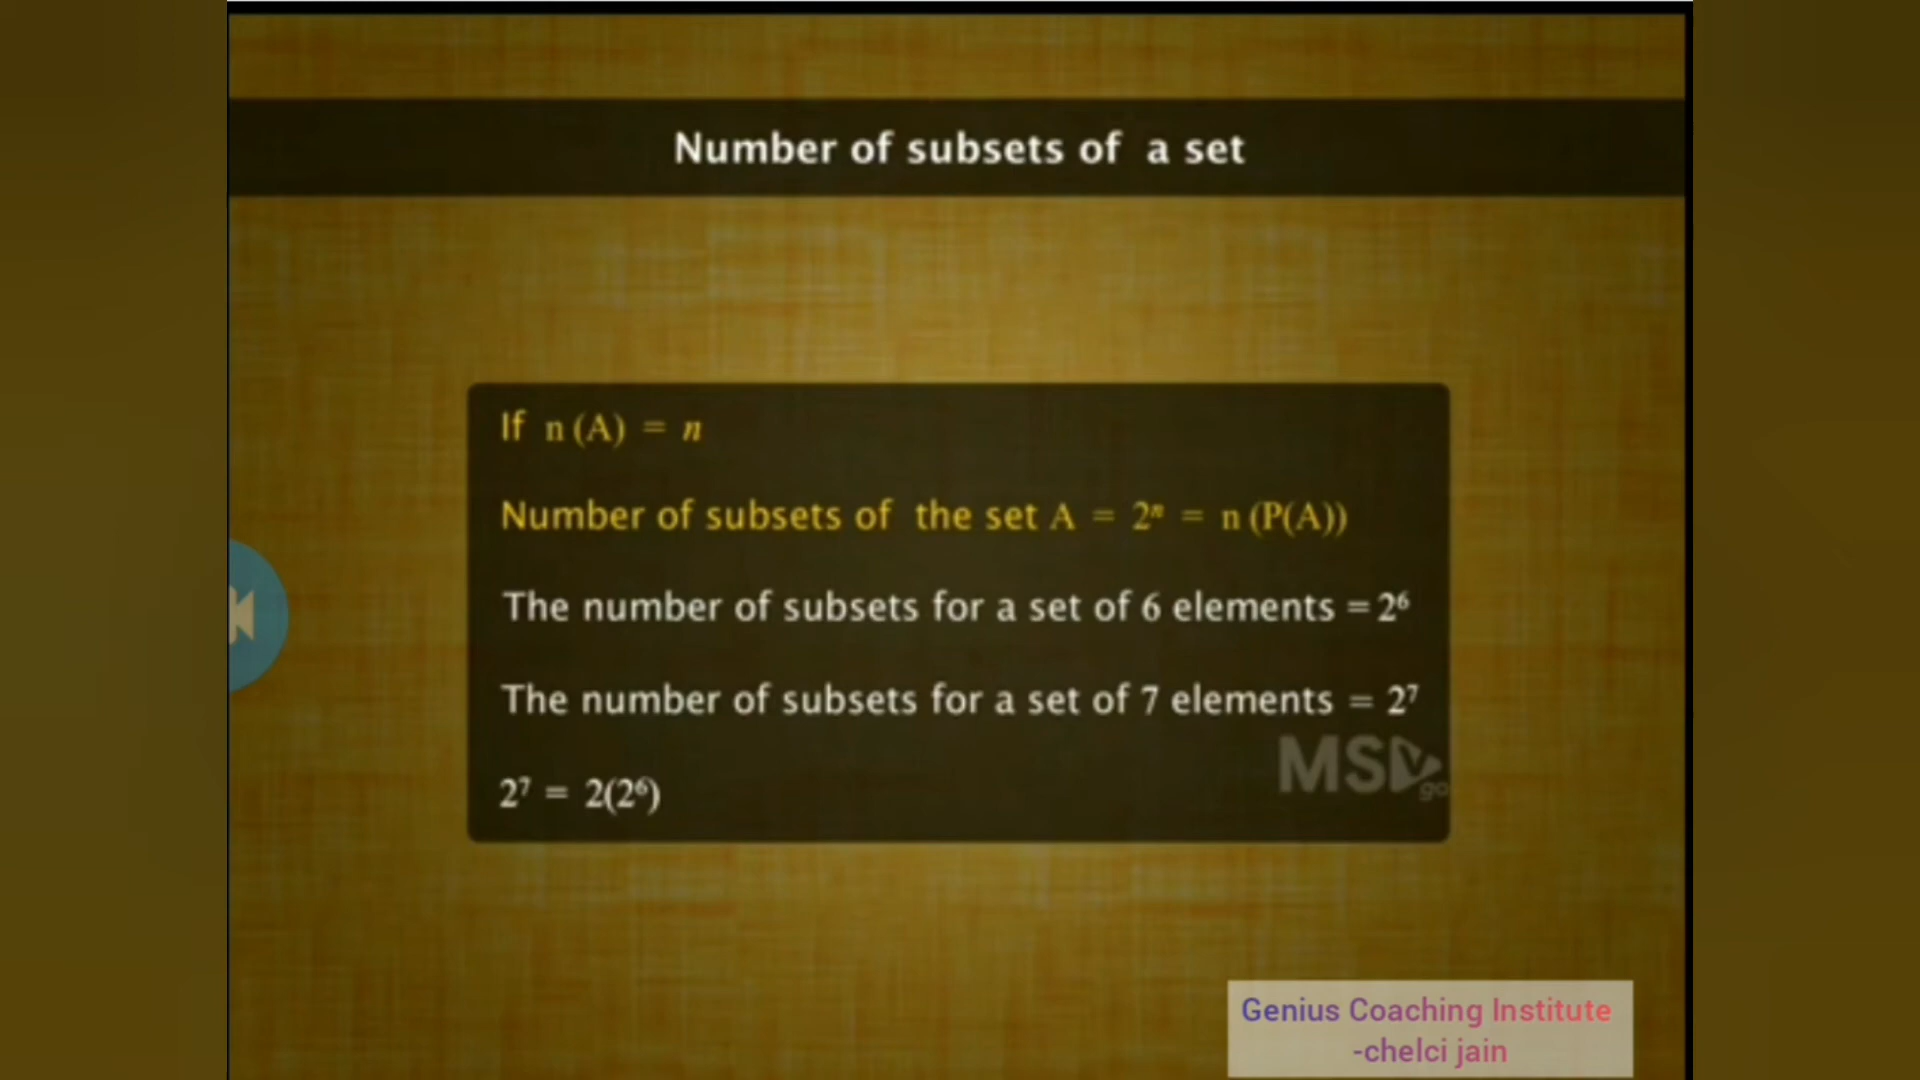 Number of subsets of a set
If n (A) = n
Number of subsets of the set A = 2ⁿ = n (P(A))
The number of subsets for a set of 6 elements = 2⁶
The number of subsets for a set of 7 elements = 2⁷
2⁷ = 2(2⁶)
MSD go
Genius Coaching Institute
-chelci jain